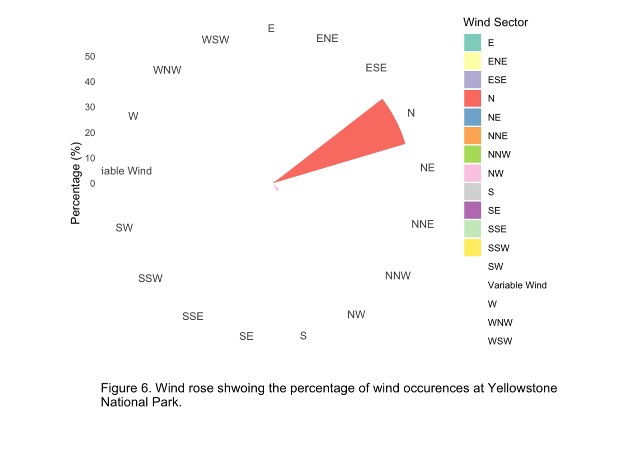 E
ENE
ESE
N
NE
NNE
NNW
NW
S
SE
SSE
SSW
SW
iable Wind
W
WNW
WSW
50
40
30
20
10
0
Percentage (%)
Wind Sector
E
ENE
ESE
N
NE
NNE
NNW
NW
S
SE
SSE
SSW
SW
Variable Wind
W
WNW
WSW
Figure 6. Wind rose shwoing the percentage of wind occurences at Yellowstone
National Park.